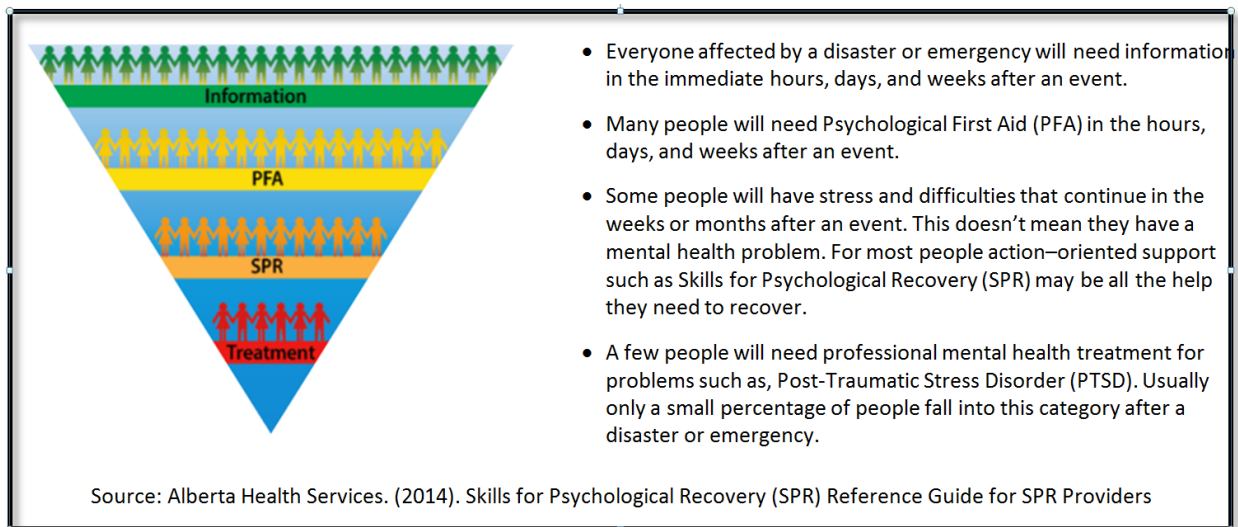 Information
PFA
SPR
Treatment
• Everyone affected by a disaster or emergency will need information
in the immediate hours, days, and weeks after an event.
• Many people will need Psychological First Aid (PFA) in the hours,
days, and weeks after an event.
• Some people will have stress and difficulties that continue in the
weeks or months after an event. This doesn’t mean they have a
mental health problem. For most people action–oriented support
such as Skills for Psychological Recovery (SPR) may be all the help
they need to recover.
• A few people will need professional mental health treatment for
problems such as, Post-Traumatic Stress Disorder (PTSD). Usually
only a small percentage of people fall into this category after a
disaster or emergency.
Source: Alberta Health Services. (2014). Skills for Psychological Recovery (SPR) Reference Guide for SPR Providers